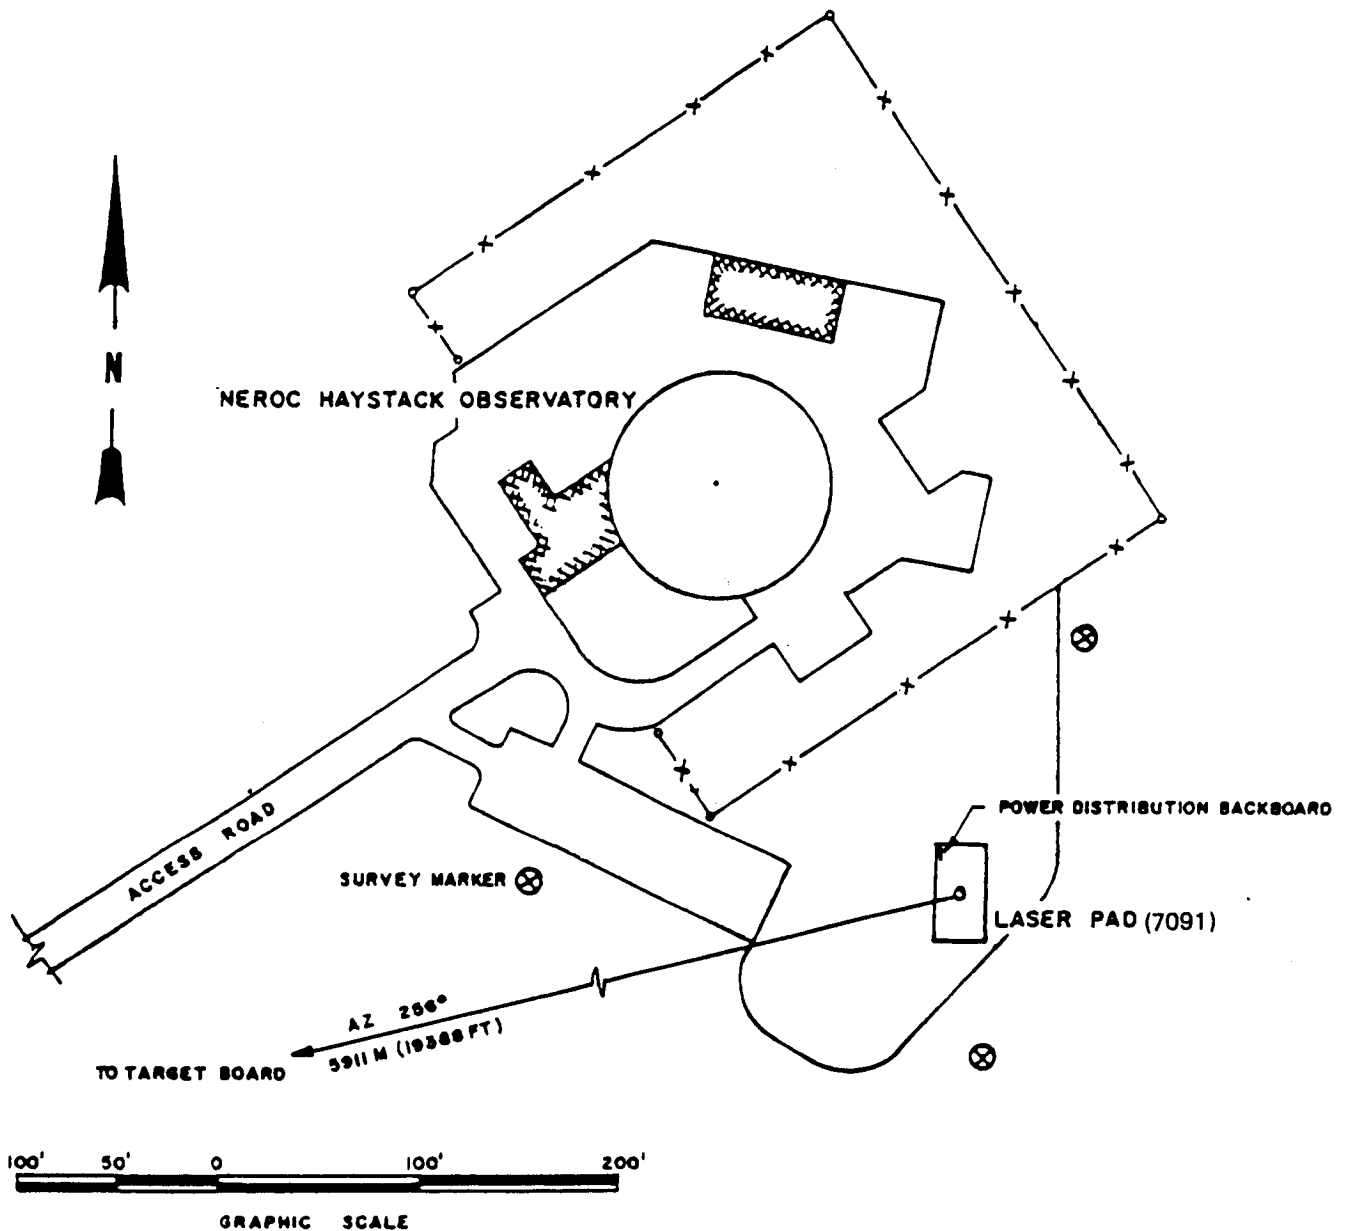 N
NEROC HAYSTACK OBSERVATORY
POWER DISTRIBUTION BACKBOARD
ACCESS ROAD
SURVEY MARKER
LASER PAD (7091)
AZ 256°
5911 M (19388 FT)
TO TARGET BOARD
100' 50' 0 100' 200'
GRAPHIC SCALE